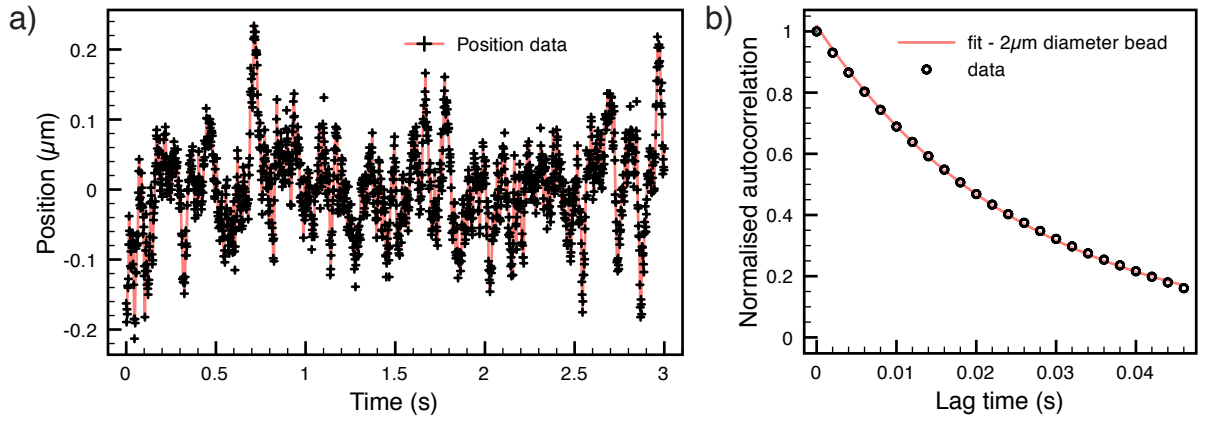 a)
Position data
0.2
0.1
0
-0.1
-0.2
Position (µm)
0 0.5 1 1.5 2 2.5 3
Time (s)
b)
fit - 2µm diameter bead
data
1
0.8
0.6
0.4
0.2
0
Normalised autocorrelation
0 0.01 0.02 0.03 0.04
Lag time (s)